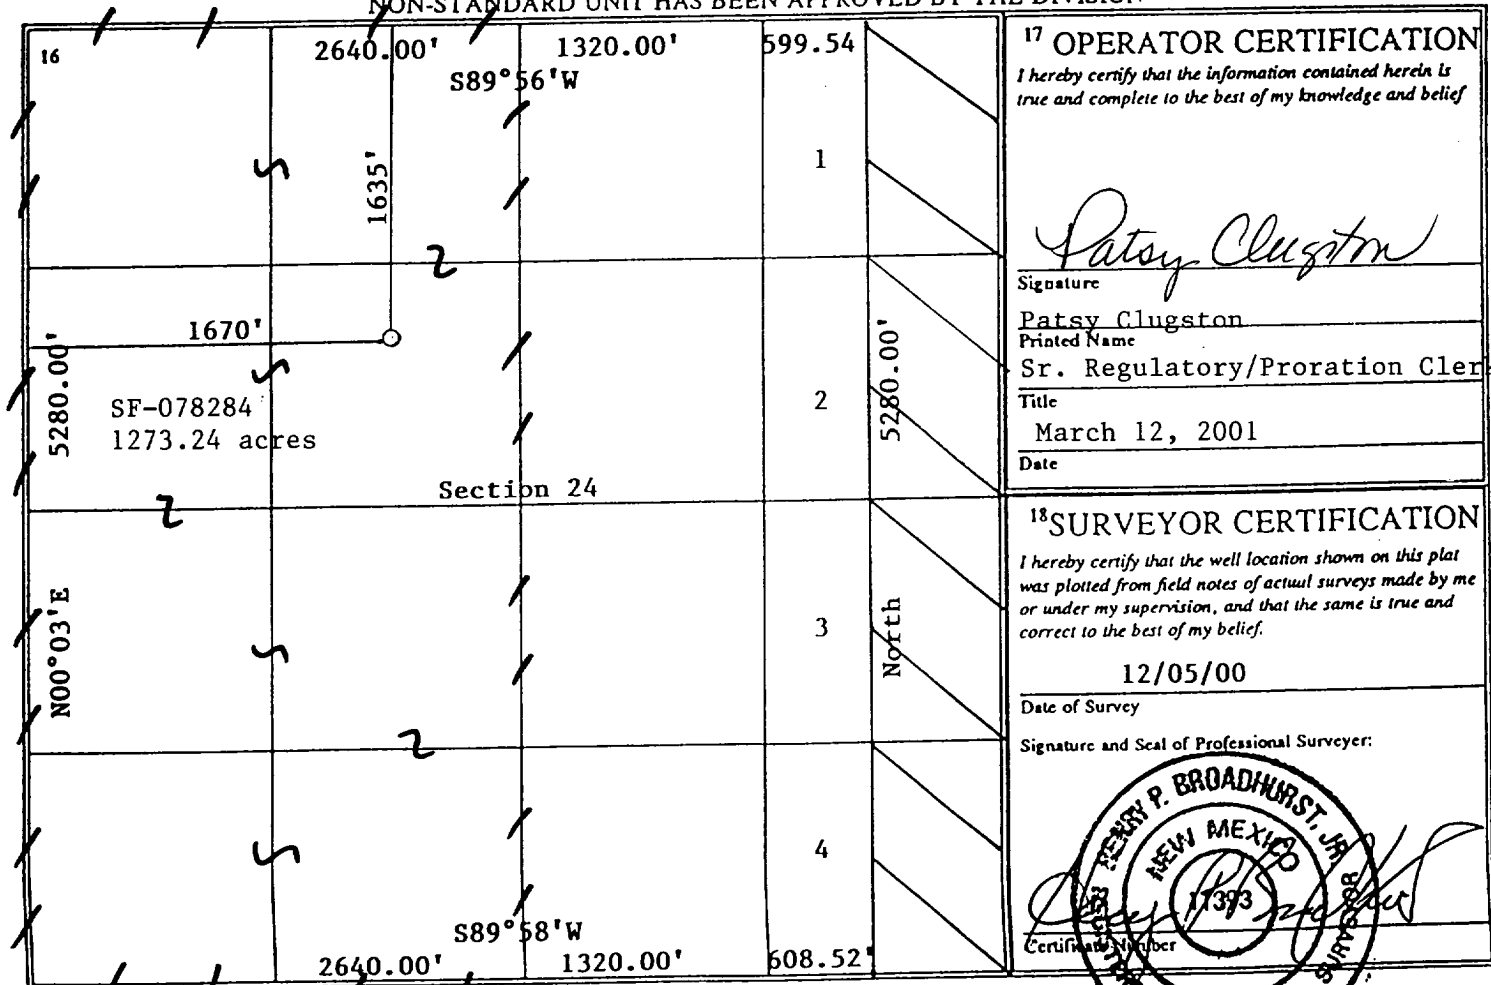 NON-STANDARD UNIT HAS BEEN APPROVED BY THE DIVISION
16
2640.00'
1320.00'
599.54
S89°56'W
1635'
1
1670'
5280.00'
SF-078284
1273.24 acres
2
5280.00'
Section 24
N00°03'E
3
North
4
S89°58'W
2640.00'
1320.00'
608.52'
17 OPERATOR CERTIFICATION
I hereby certify that the information contained herein is
true and complete to the best of my knowledge and belief
Patsy Clugston
Signature
Patsy Clugston
Printed Name
Sr. Regulatory/Proration Cler
Title
March 12, 2001
Date
18 SURVEYOR CERTIFICATION
I hereby certify that the well location shown on this plat
was plotted from field notes of actual surveys made by me
or under my supervision, and that the same is true and
correct to the best of my belief.
12/05/00
Date of Survey
Signature and Seal of Professional Surveyer:
HENRY P. BROADHURST, JR.
NEW MEXICO
11393
Certificate Number